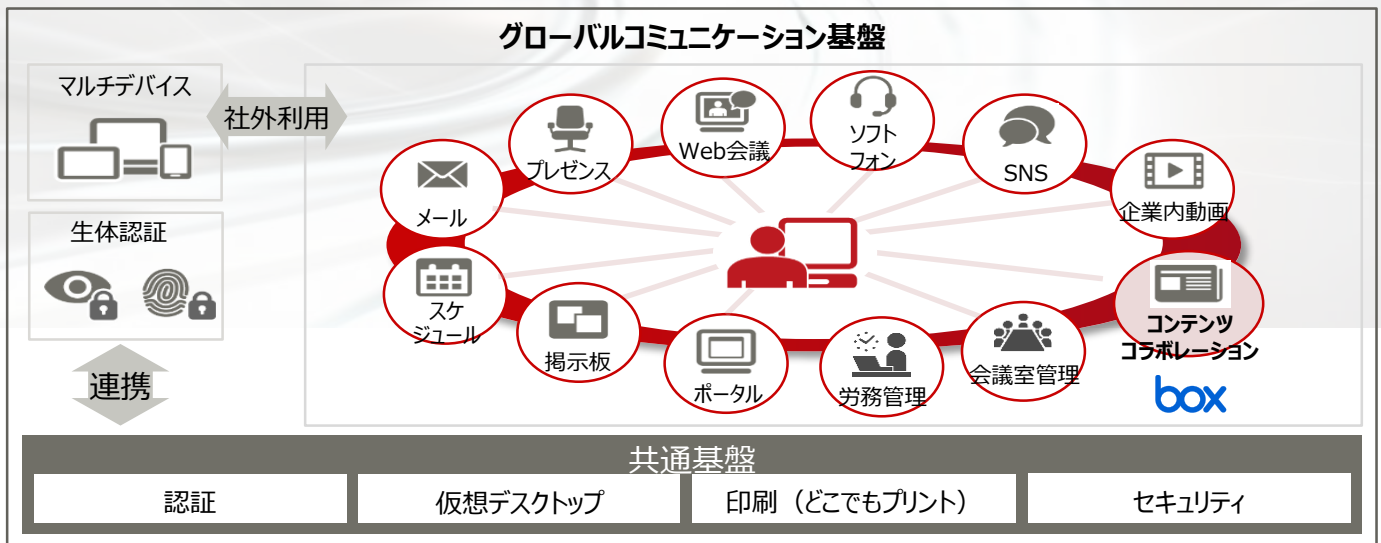 グローバルコミュニケーション基盤
マルチデバイス
社外利用
生体認証
連携
メール
プレゼンス
Web会議
ソフト
フォン
SNS
企業内動画
スケ
ジュール
掲示板
ポータル
労務管理
会議室管理
コンテンツ
コラボレーション
box
共通基盤
認証
仮想デスクトップ
印刷（どこでもプリント）
セキュリティ